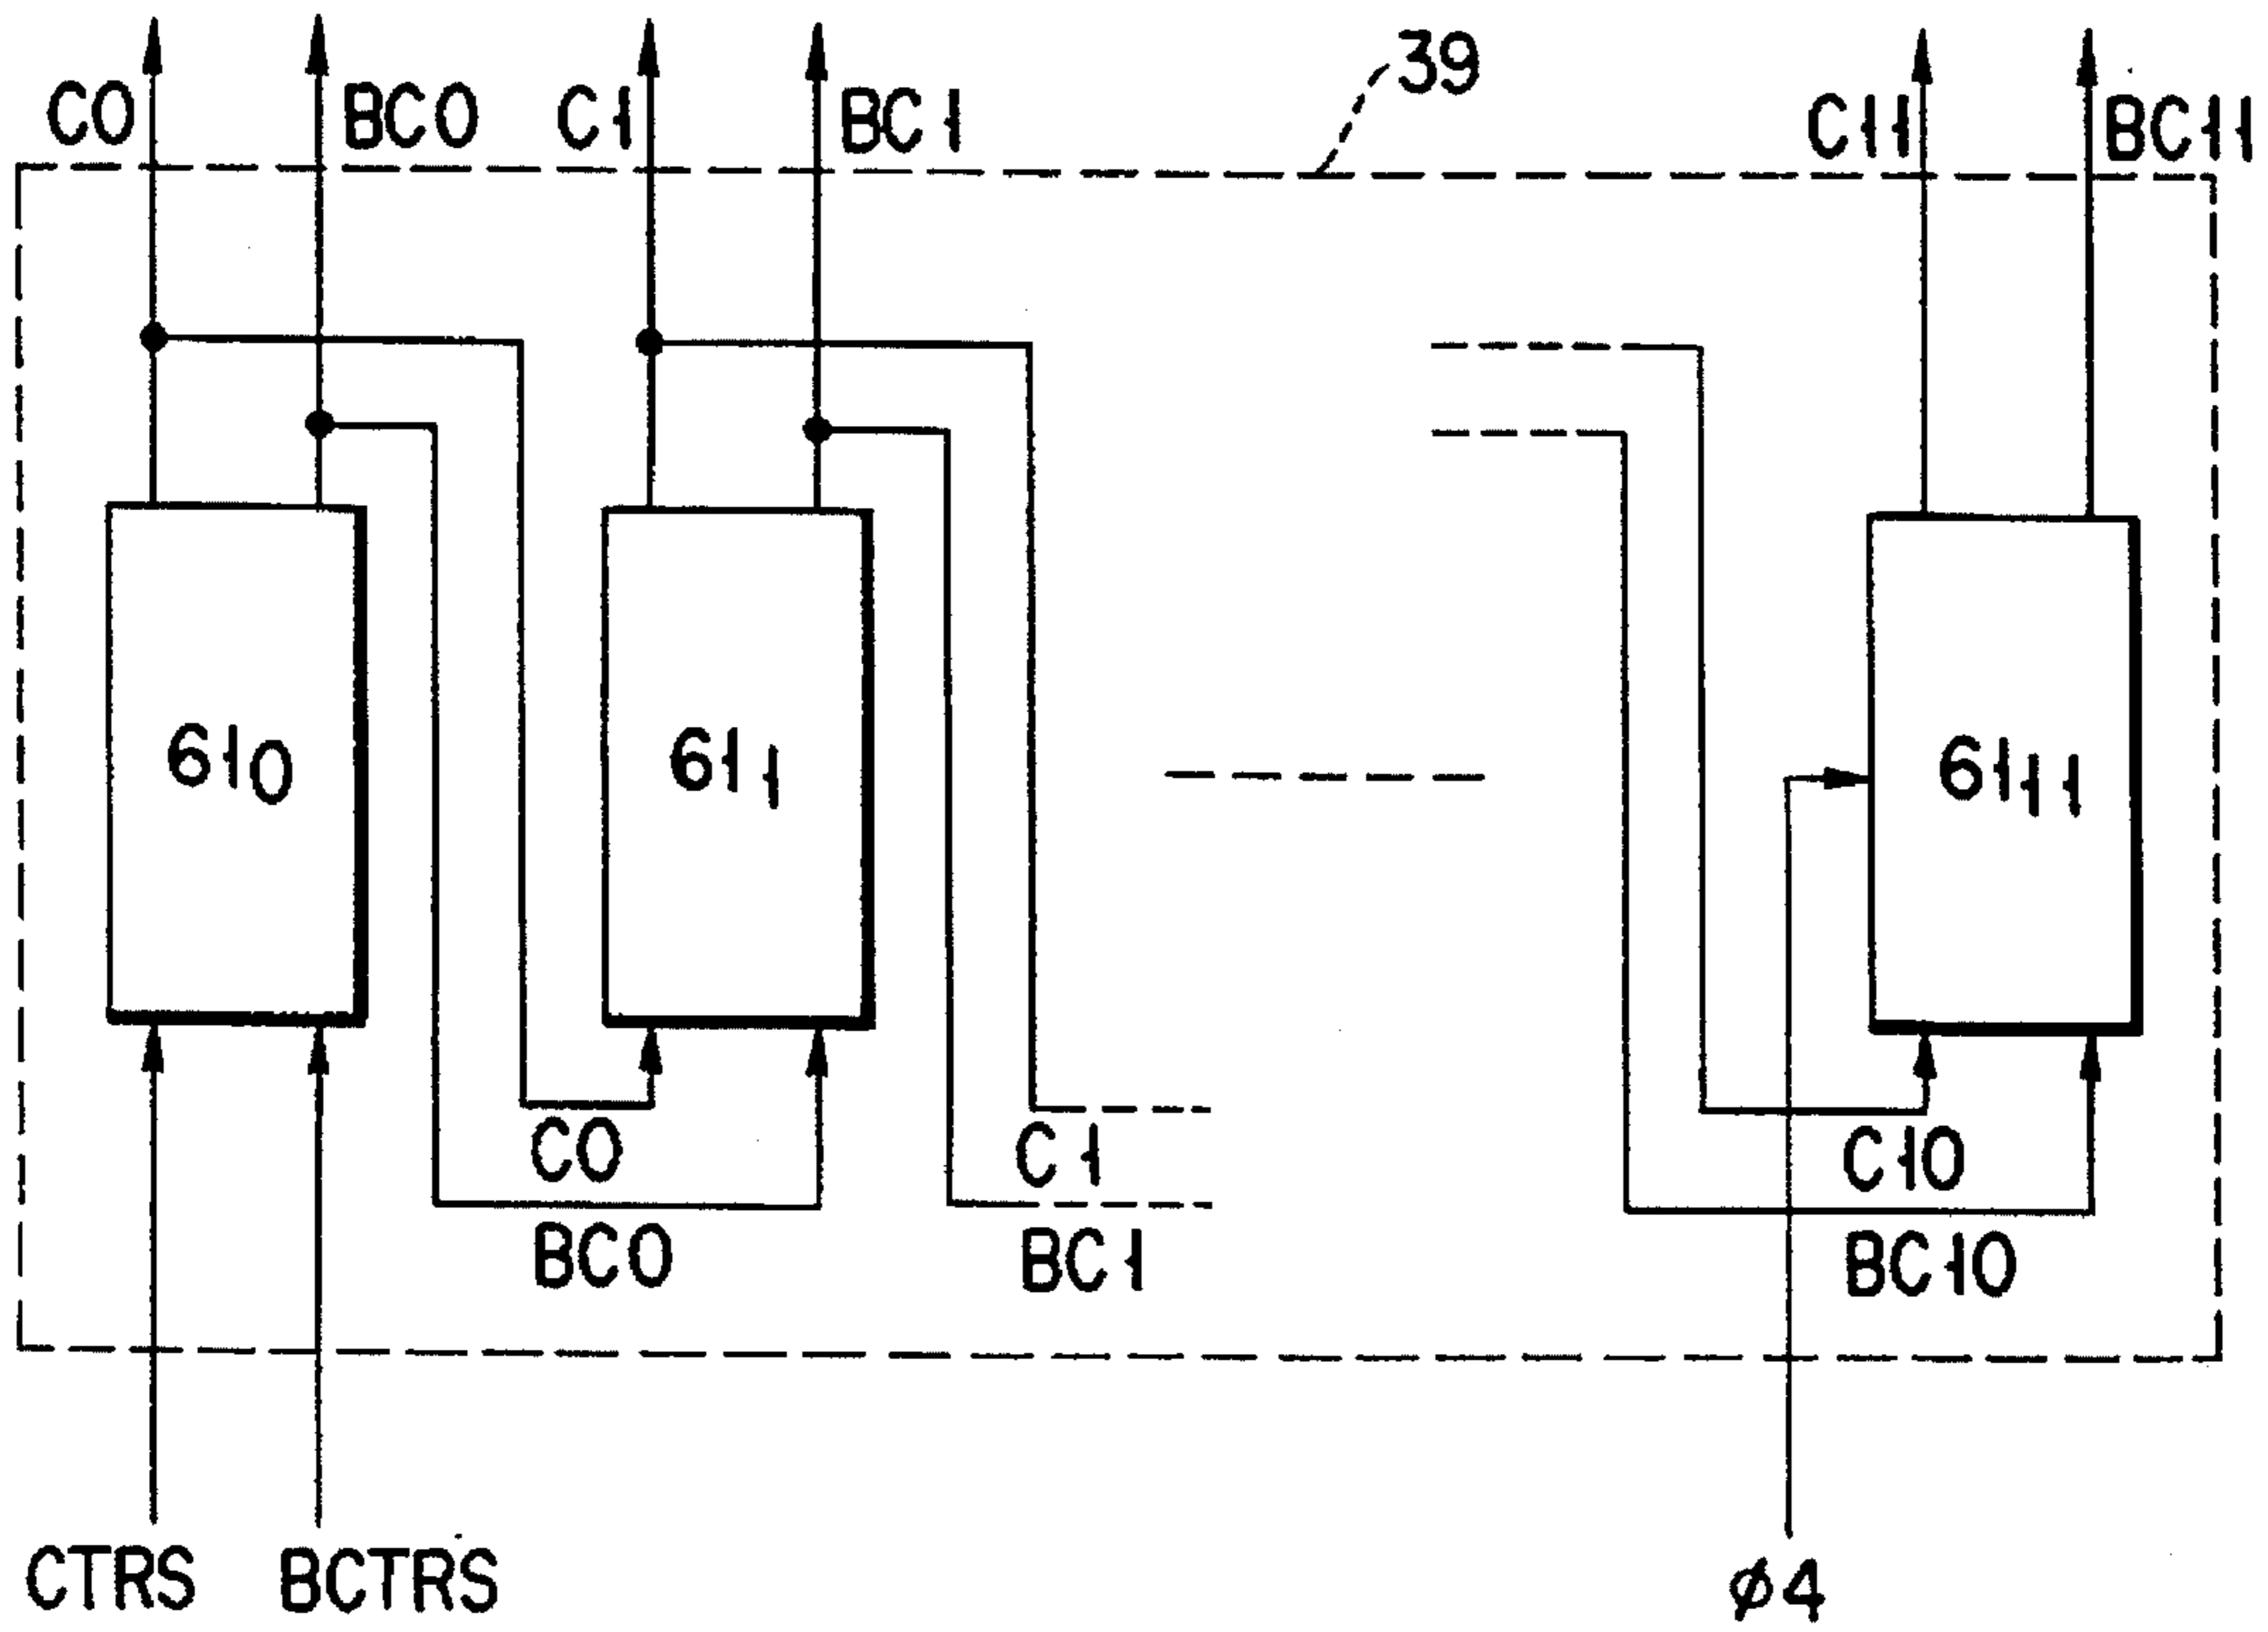 39
C0 BC0 C1 BC1 C11 BC11
61₀ 61₁ 61₁₁
C0 C1 C10
BC0 BC1 BC10
CTRS BCTRS ø4